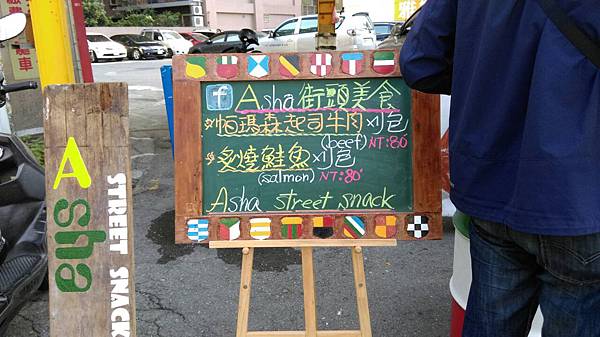 f Asha街頭美食
帕瑪森起司牛肉刈包
(beef) NT:80
炙燒鮭魚刈包
(salmon) NT:80
Asha street snack
Asha
STREET SNACK